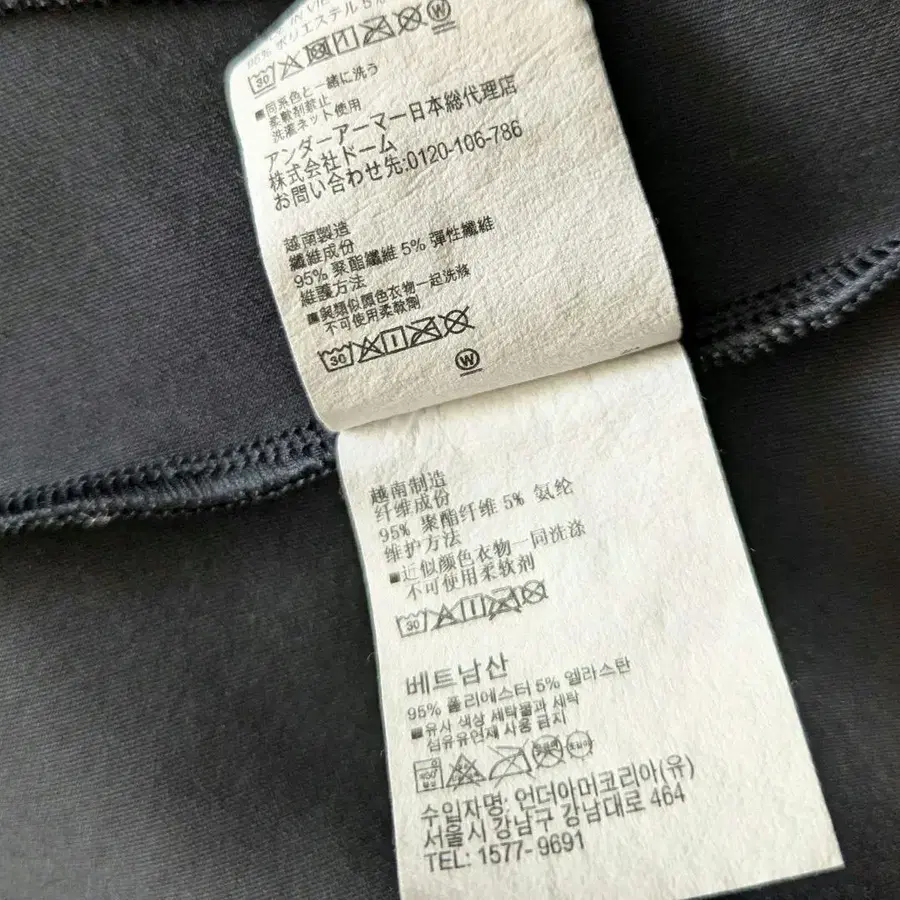 95% ポリエステル 5%
30
■同系色と一緒に洗う
柔軟剤禁止
洗濯ネット使用
アンダーアーマー日本総代理店
株式会社ドーム
お問い合わせ先:0120-106-786
越南製造
纖維成份
95% 聚酯纖維 5% 彈性纖維
維護方法
■與類似顏色衣物一起洗滌
不可使用柔軟劑
30
W
越南制造
纤维成份
95% 聚酯纤维 5% 氨纶
维护方法
■近似颜色衣物一同洗涤
不可使用柔软剂
30
베트남산
95% 폴리에스터 5% 엘라스탄
■유사 색상 세탁물과 세탁
섬유유연제 사용 금지
수입자명: 언더아머코리아(유)
서울시 강남구 강남대로 464
TEL: 1577-9691